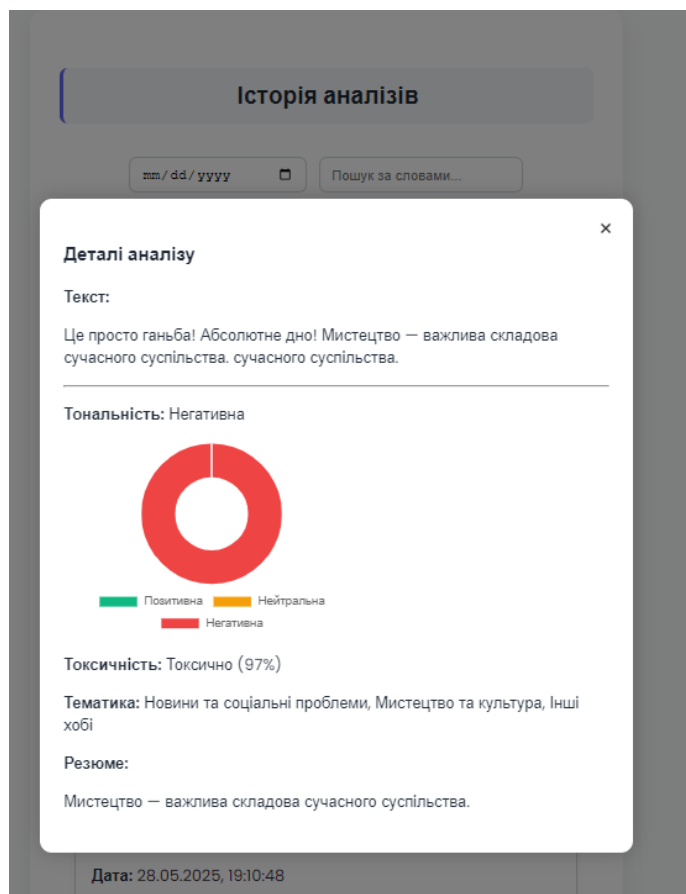 Історія аналізів
mm/dd/yyyy Пошук за словами...
×
Деталі аналізу
Текст:
Це просто ганьба! Абсолютне дно! Мистецтво — важлива складова
сучасного суспільства. сучасного суспільства.
Тональність: Негативна
Позитивна Нейтральна
Негативна
Токсичність: Токсично (97%)
Тематика: Новини та соціальні проблеми, Мистецтво та культура, Інші
хобі
Резюме:
Мистецтво — важлива складова сучасного суспільства.
Дата: 28.05.2025, 19:10:48